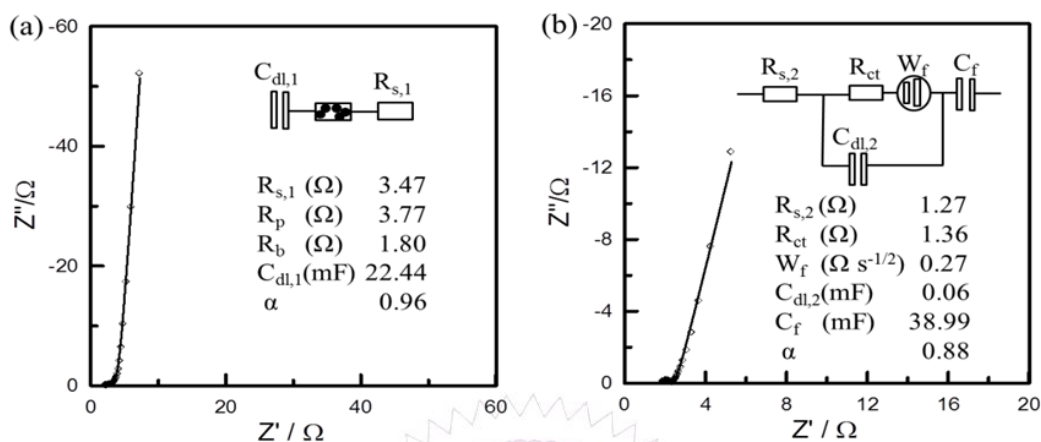 (a)
-60
-40
-20
0
Z''/Ω
0 20 40 60
Z' / Ω
C_dl,1
R_s,1
R_s,1 (Ω) 3.47
R_p (Ω) 3.77
R_b (Ω) 1.80
C_dl,1(mF) 22.44
α 0.96
(b)
-20
-16
-12
-8
-4
0
Z''/Ω
0 4 8 12 16 20
Z' / Ω
R_s,2 R_ct W_f C_f
C_dl,2
R_s,2 (Ω) 1.27
R_ct (Ω) 1.36
W_f (Ω s^-1/2) 0.27
C_dl,2(mF) 0.06
C_f (mF) 38.99
α 0.88